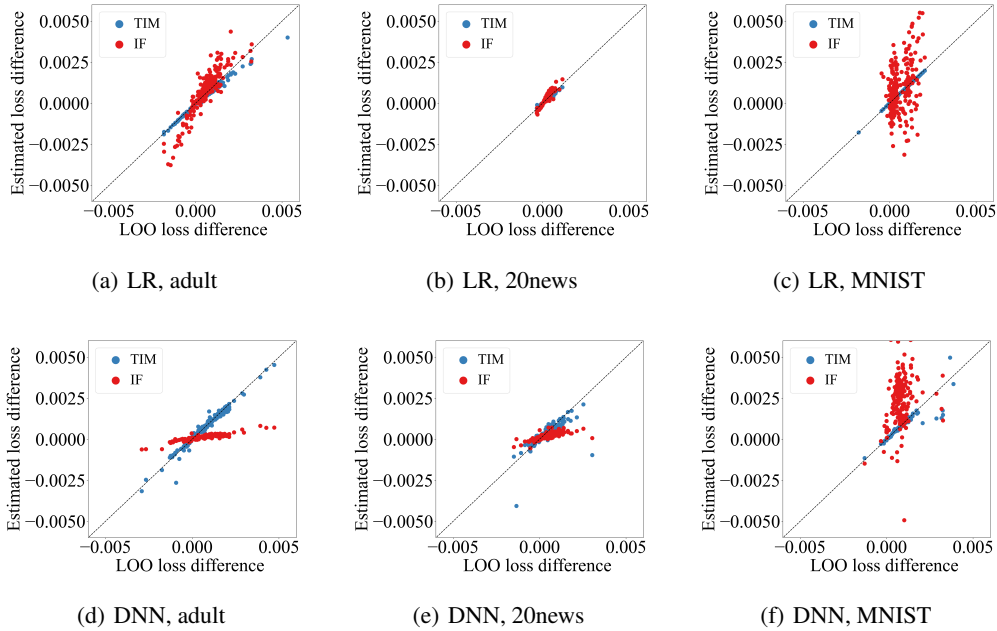 Estimated loss difference
0.0050
0.0025
0.0000
−0.0025
−0.0050
TIM
IF
−0.005 0.000 0.005
LOO loss difference
(a) LR, adult
Estimated loss difference
0.0050
0.0025
0.0000
−0.0025
−0.0050
TIM
IF
−0.005 0.000 0.005
LOO loss difference
(b) LR, 20news
Estimated loss difference
0.0050
0.0025
0.0000
−0.0025
−0.0050
TIM
IF
−0.005 0.000 0.005
LOO loss difference
(c) LR, MNIST
Estimated loss difference
0.0050
0.0025
0.0000
−0.0025
−0.0050
TIM
IF
−0.005 0.000 0.005
LOO loss difference
(d) DNN, adult
Estimated loss difference
0.0050
0.0025
0.0000
−0.0025
−0.0050
TIM
IF
−0.005 0.000 0.005
LOO loss difference
(e) DNN, 20news
Estimated loss difference
0.0050
0.0025
0.0000
−0.0025
−0.0050
TIM
IF
−0.005 0.000 0.005
LOO loss difference
(f) DNN, MNIST